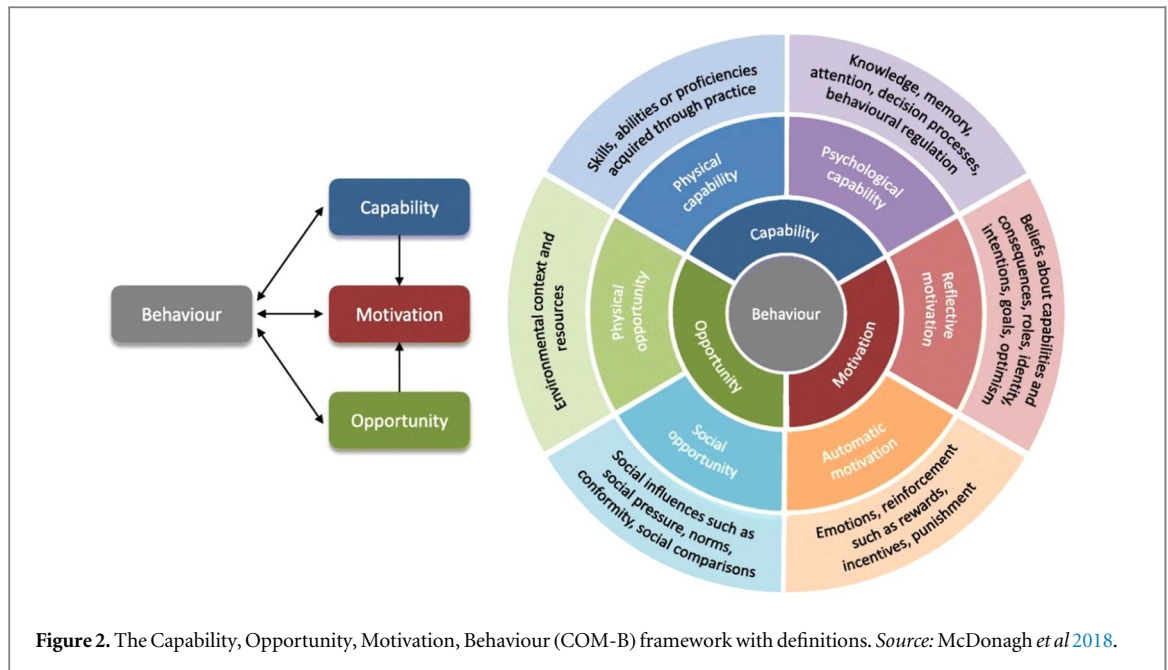 Capability
Behaviour
Motivation
Opportunity
Behaviour
Capability
Motivation
Opportunity
Physical
capability
Psychological
capability
Reflective
motivation
Automatic
motivation
Social
opportunity
Physical
opportunity
Skills, abilities or proficiencies
acquired through practice
Knowledge, memory,
attention, decision processes,
behavioural regulation
Beliefs about capabilities and
consequences, roles, identity,
intentions, goals, optimism
Emotions, reinforcement
such as rewards,
incentives, punishment
Social influences such as
social pressure, norms,
conformity, social comparisons
Environmental context and
resources
Figure 2. The Capability, Opportunity, Motivation, Behaviour (COM-B) framework with definitions. Source: McDonagh et al 2018.